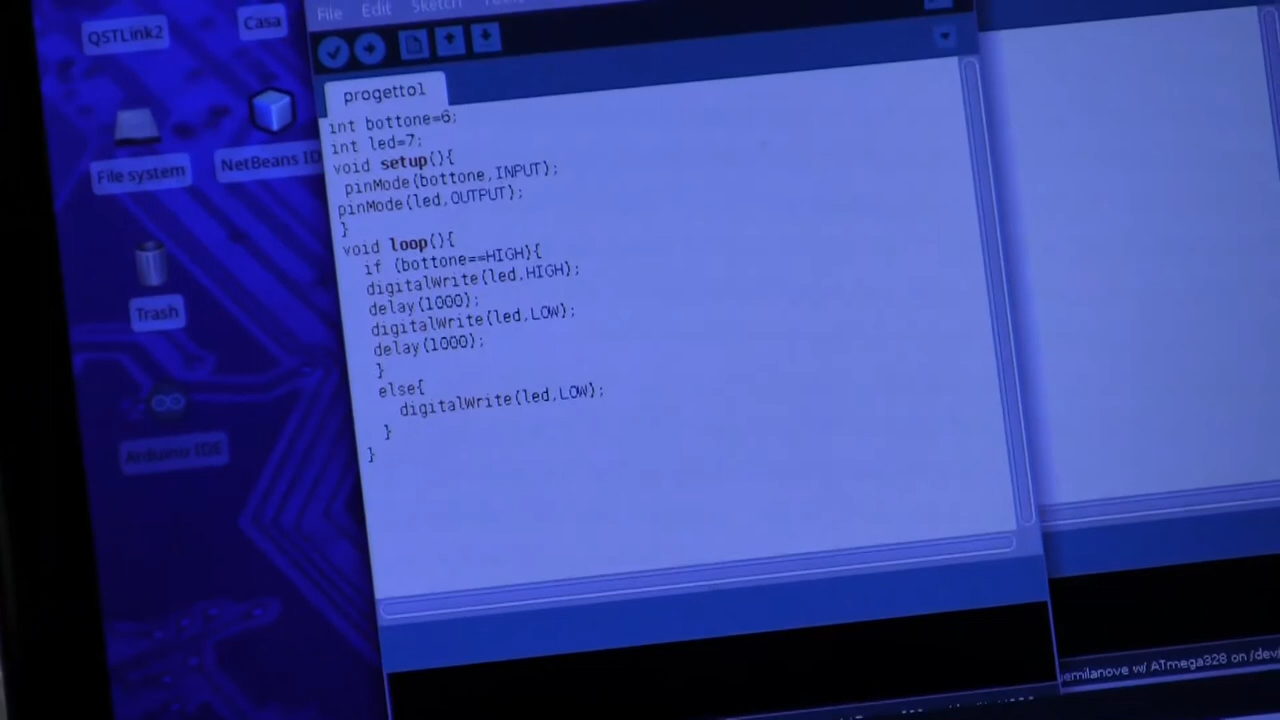 QSTLink2
Casa
File system
NetBeans ID
Trash
Arduino IDE
File Edit Sketch
progetto1
int bottone=6;
int led=7;
void setup(){
pinMode(bottone,INPUT);
pinMode(led,OUTPUT);
}
void loop(){
if (bottone==HIGH){
digitalWrite(led,HIGH);
delay(1000);
digitalWrite(led,LOW);
delay(1000);
}
else{
digitalWrite(led,LOW);
}
}
emilanove w/ ATmega328 on /dev/